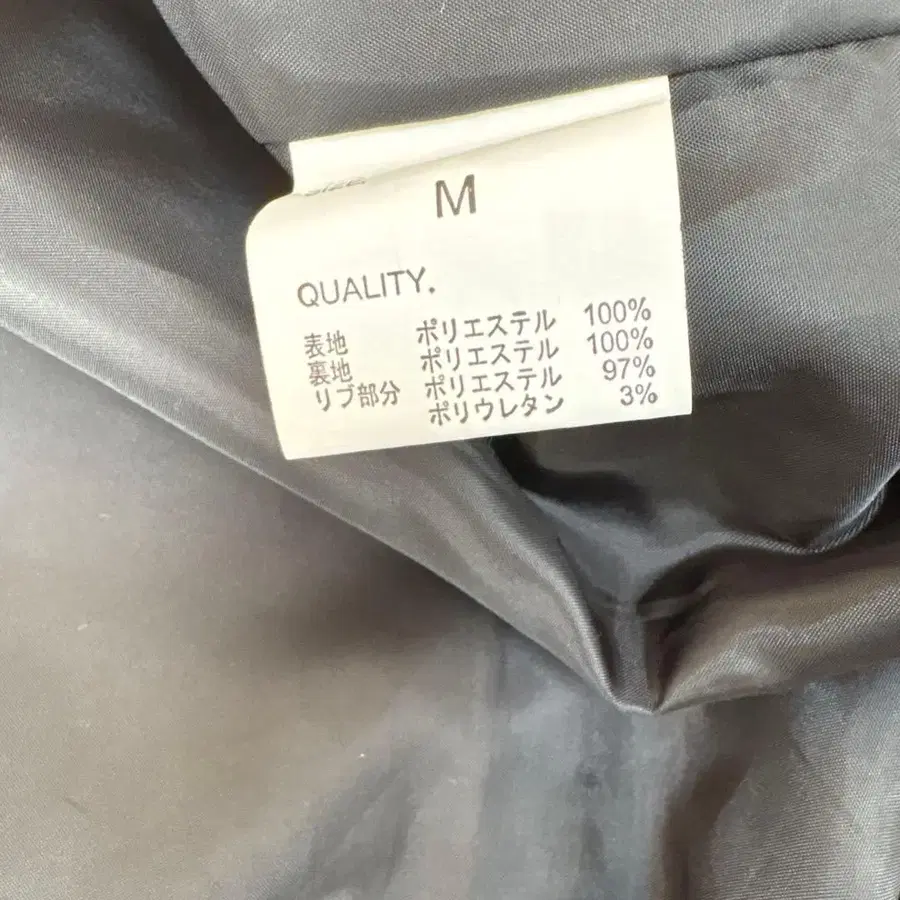 SIZE
M
QUALITY.
表地 ポリエステル 100%
裏地 ポリエステル 100%
リブ部分 ポリエステル 97%
ポリウレタン 3%